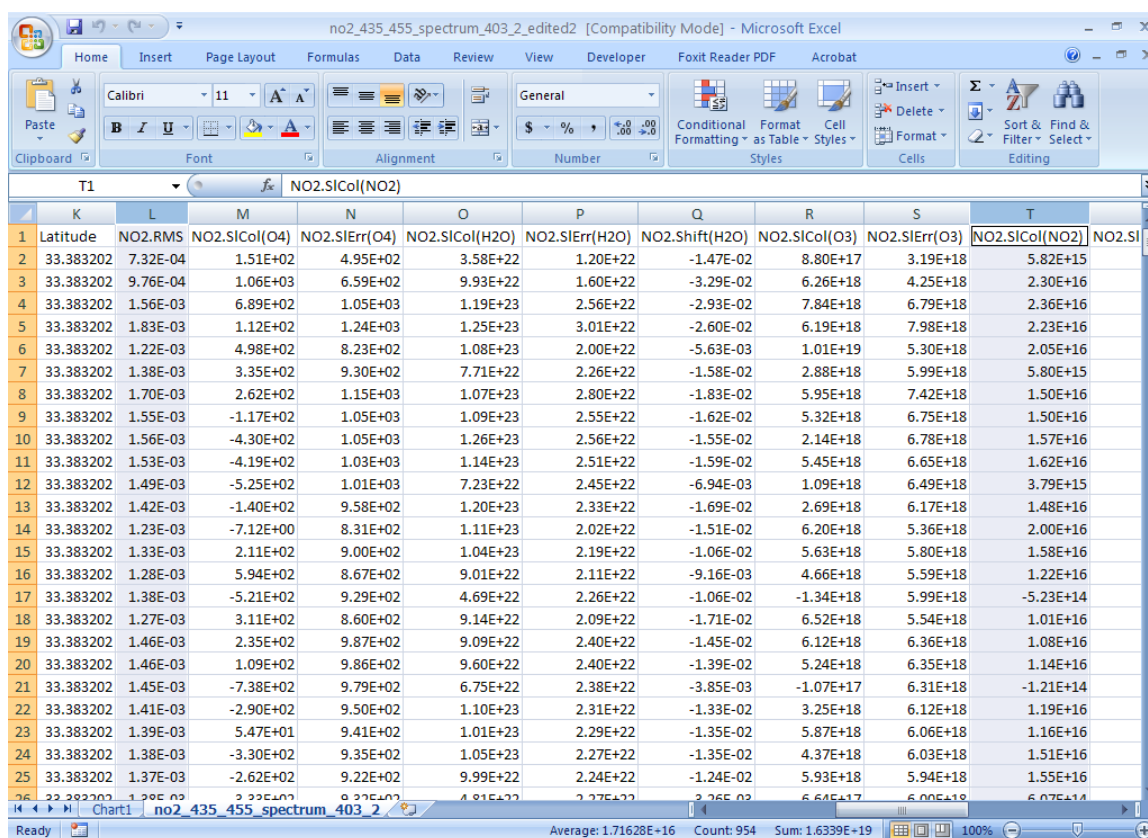 no2_435_455_spectrum_403_2_edited2 [Compatibility Mode] - Microsoft Excel
Home Insert Page Layout Formulas Data Review View Developer Foxit Reader PDF Acrobat
Paste
Calibri 11 A A
B I U A
General
$ % , .0 .00 .00 .0
Conditional Formatting
Format as Table
Cell Styles
Insert
Delete
Format
Σ
Sort & Filter
Find & Select
Clipboard Font Alignment Number Styles Cells Editing
T1 fx NO2.SlCol(NO2)
K L M N O P Q R S T
1 Latitude NO2.RMS NO2.SlCol(O4) NO2.SlErr(O4) NO2.SlCol(H2O) NO2.SlErr(H2O) NO2.Shift(H2O) NO2.SlCol(O3) NO2.SlErr(O3) NO2.SlCol(NO2) NO2.Sl
2 33.383202 7.32E-04 1.51E+02 4.95E+02 3.58E+22 1.20E+22 -1.47E-02 8.80E+17 3.19E+18 5.82E+15
3 33.383202 9.76E-04 1.06E+03 6.59E+02 9.93E+22 1.60E+22 -3.29E-02 6.26E+18 4.25E+18 2.30E+16
4 33.383202 1.56E-03 6.89E+02 1.05E+03 1.19E+23 2.56E+22 -2.93E-02 7.84E+18 6.79E+18 2.36E+16
5 33.383202 1.83E-03 1.12E+02 1.24E+03 1.25E+23 3.01E+22 -2.60E-02 6.19E+18 7.98E+18 2.23E+16
6 33.383202 1.22E-03 4.98E+02 8.23E+02 1.08E+23 2.00E+22 -5.63E-03 1.01E+19 5.30E+18 2.05E+16
7 33.383202 1.38E-03 3.35E+02 9.30E+02 7.71E+22 2.26E+22 -1.58E-02 2.88E+18 5.99E+18 5.80E+15
8 33.383202 1.70E-03 2.62E+02 1.15E+03 1.07E+23 2.80E+22 -1.83E-02 5.95E+18 7.42E+18 1.50E+16
9 33.383202 1.55E-03 -1.17E+02 1.05E+03 1.09E+23 2.55E+22 -1.62E-02 5.32E+18 6.75E+18 1.50E+16
10 33.383202 1.56E-03 -4.30E+02 1.05E+03 1.26E+23 2.56E+22 -1.55E-02 2.14E+18 6.78E+18 1.57E+16
11 33.383202 1.53E-03 -4.19E+02 1.03E+03 1.14E+23 2.51E+22 -1.59E-02 5.45E+18 6.65E+18 1.62E+16
12 33.383202 1.49E-03 -5.25E+02 1.01E+03 7.23E+22 2.45E+22 -6.94E-03 1.09E+18 6.49E+18 3.79E+15
13 33.383202 1.42E-03 -1.40E+02 9.58E+02 1.20E+23 2.33E+22 -1.69E-02 2.69E+18 6.17E+18 1.48E+16
14 33.383202 1.23E-03 -7.12E+00 8.31E+02 1.11E+23 2.02E+22 -1.51E-02 6.20E+18 5.36E+18 2.00E+16
15 33.383202 1.33E-03 2.11E+02 9.00E+02 1.04E+23 2.19E+22 -1.06E-02 5.63E+18 5.80E+18 1.58E+16
16 33.383202 1.28E-03 5.94E+02 8.67E+02 9.01E+22 2.11E+22 -9.16E-03 4.66E+18 5.59E+18 1.22E+16
17 33.383202 1.38E-03 -5.21E+02 9.29E+02 4.69E+22 2.26E+22 -1.06E-02 -1.34E+18 5.99E+18 -5.23E+14
18 33.383202 1.27E-03 3.11E+02 8.60E+02 9.14E+22 2.09E+22 -1.71E-02 6.52E+18 5.54E+18 1.01E+16
19 33.383202 1.46E-03 2.35E+02 9.87E+02 9.09E+22 2.40E+22 -1.45E-02 6.12E+18 6.36E+18 1.08E+16
20 33.383202 1.46E-03 1.09E+02 9.86E+02 9.60E+22 2.40E+22 -1.39E-02 5.24E+18 6.35E+18 1.14E+16
21 33.383202 1.45E-03 -7.38E+02 9.79E+02 6.75E+22 2.38E+22 -3.85E-03 -1.07E+17 6.31E+18 -1.21E+14
22 33.383202 1.41E-03 -2.90E+02 9.50E+02 1.10E+23 2.31E+22 -1.33E-02 3.25E+18 6.12E+18 1.19E+16
23 33.383202 1.39E-03 5.47E+01 9.41E+02 1.01E+23 2.29E+22 -1.35E-02 5.87E+18 6.06E+18 1.16E+16
24 33.383202 1.38E-03 -3.30E+02 9.35E+02 1.05E+23 2.27E+22 -1.35E-02 4.37E+18 6.03E+18 1.51E+16
25 33.383202 1.37E-03 -2.62E+02 9.22E+02 9.99E+22 2.24E+22 -1.24E-02 5.93E+18 5.94E+18 1.55E+16
Chart1 no2_435_455_spectrum_403_2
Ready Average: 1.71628E+16 Count: 954 Sum: 1.6339E+19 100%